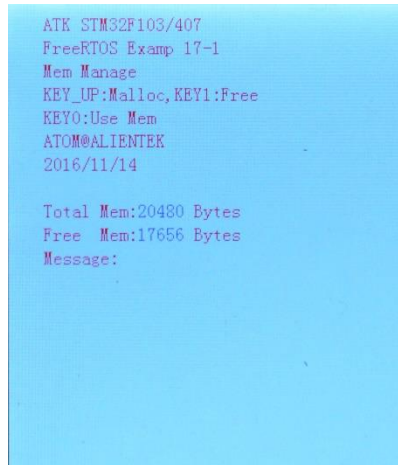 ATK STM32F103/407
FreeRTOS Examp 17-1
Mem Manage
KEY_UP:Malloc,KEY1:Free
KEY0:Use Mem
ATOM@ALIENTEK
2016/11/14
Total Mem:20480 Bytes
Free Mem:17656 Bytes
Message: